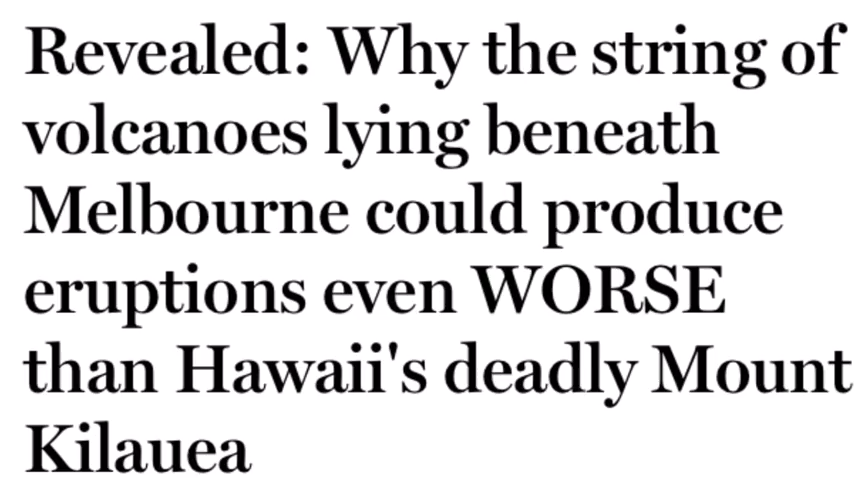 Revealed: Why the string of
volcanoes lying beneath
Melbourne could produce
eruptions even WORSE
than Hawaii's deadly Mount
Kilauea